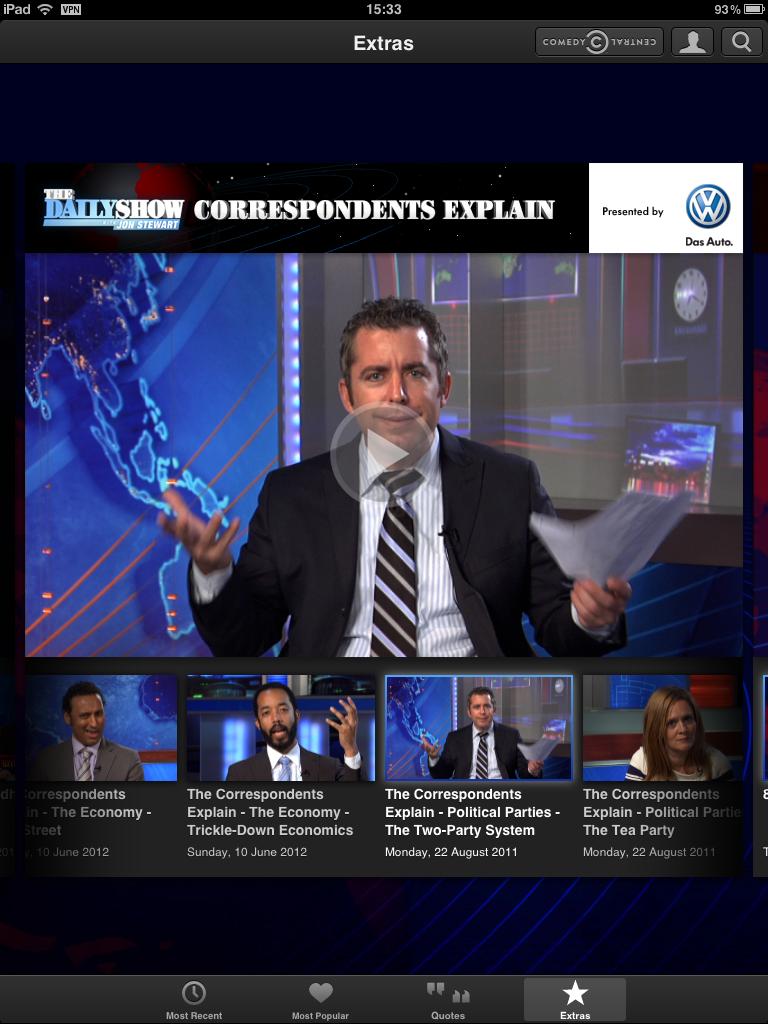 iPad VPN 15:33 93%
Extras
COMEDY CENTRAL
THE
DAILYSHOW
WITH JON STEWART
CORRESPONDENTS EXPLAIN
Presented by
Das Auto.
Correspondents
in - The Economy -
Street
, 10 June 2012
The Correspondents
Explain - The Economy -
Trickle-Down Economics
Sunday, 10 June 2012
The Correspondents
Explain - Political Parties -
The Two-Party System
Monday, 22 August 2011
The Correspondents
Explain - Political Partie
The Tea Party
Monday, 22 August 2011
Most Recent
Most Popular
Quotes
Extras